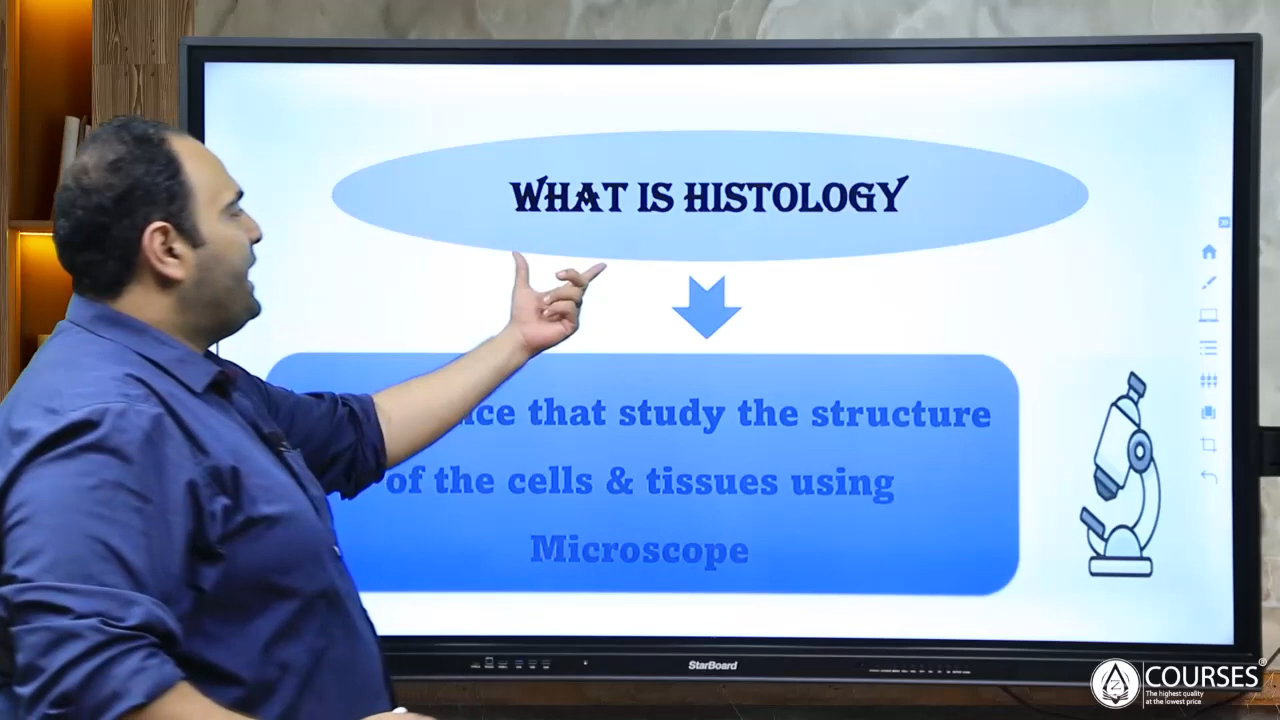 WHAT IS HISTOLOGY
that study the structure
of the cells & tissues using
Microscope
StarBoard
COURSES®
The highest quality
at the lowest price